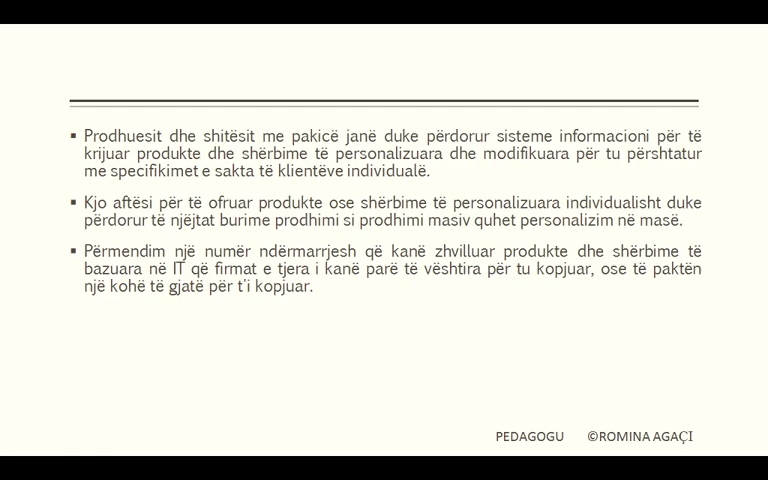 ▪ Prodhuesit dhe shitësit me pakicë janë duke përdorur sisteme informacioni për të
krijuar produkte dhe shërbime të personalizuara dhe modifikuara për tu përshtatur
me specifikimet e sakta të klientëve individualë.
▪ Kjo aftësi për të ofruar produkte ose shërbime të personalizuara individualisht duke
përdorur të njëjtat burime prodhimi si prodhimi masiv quhet personalizim në masë.
▪ Përmendim një numër ndërmarrjesh që kanë zhvilluar produkte dhe shërbime të
bazuara në IT që firmat e tjera i kanë parë të vështira për tu kopjuar, ose të paktën
një kohë të gjatë për t'i kopjuar.
PEDAGOGU ©ROMINA AGAÇI